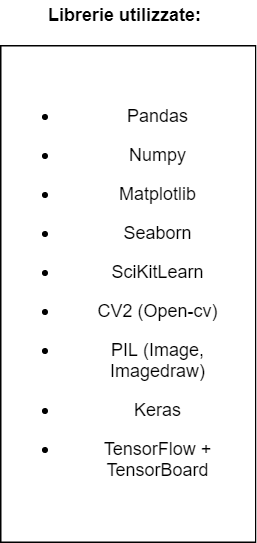 Librerie utilizzate:
• Pandas
• Numpy
• Matplotlib
• Seaborn
• SciKitLearn
• CV2 (Open-cv)
• PIL (Image,
Imagedraw)
• Keras
• TensorFlow +
TensorBoard